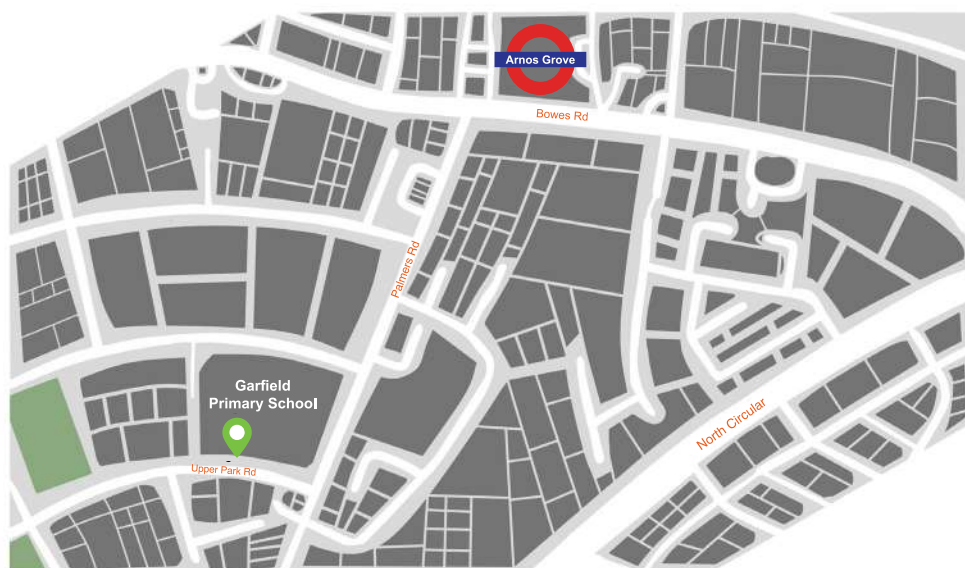 Arnos Grove
Bowes Rd
Palmers Rd
Garfield
Primary School
North Circular
Upper Park Rd